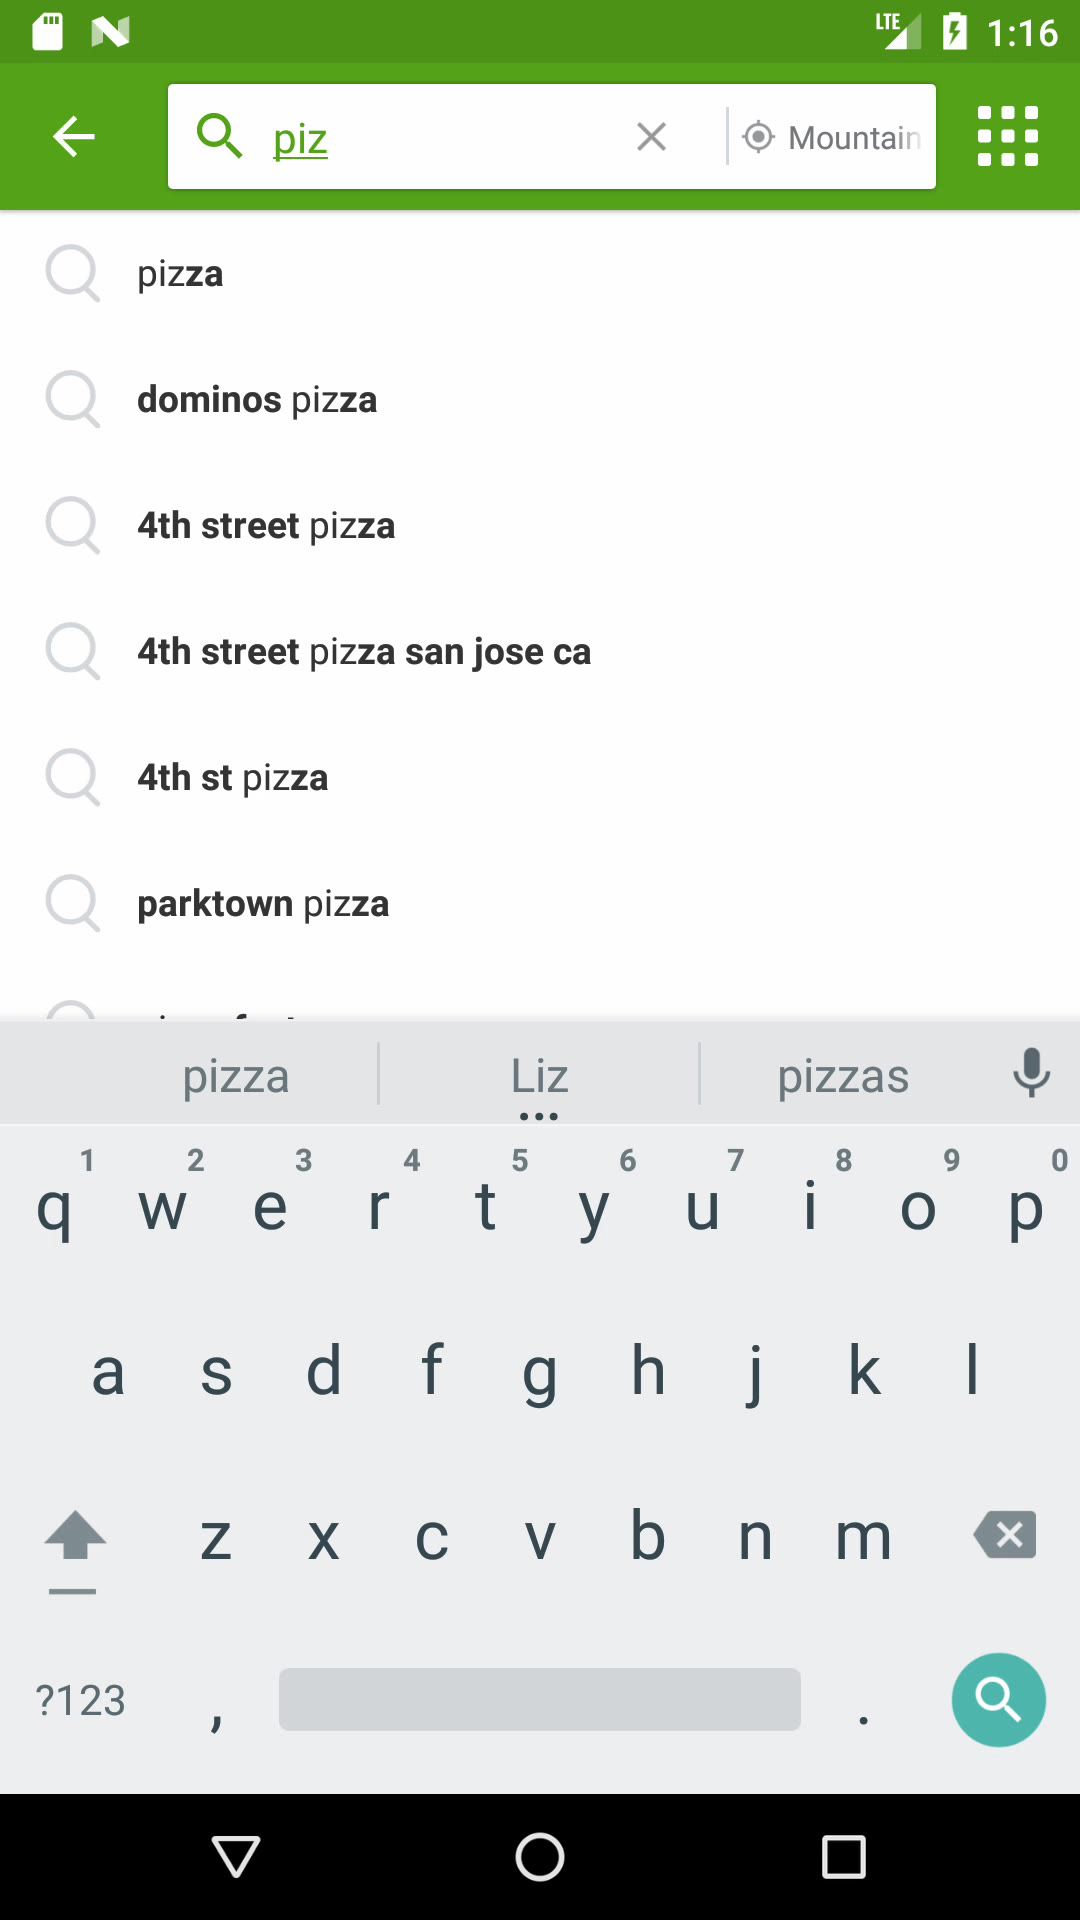 LTE 1:16
piz Mountain
pizza
dominos pizza
4th street pizza
4th street pizza san jose ca
4th st pizza
parktown pizza
pizza Liz pizzas
1 2 3 4 5 6 7 8 9 0
q w e r t y u i o p
a s d f g h j k l
z x c v b n m
?123 , .